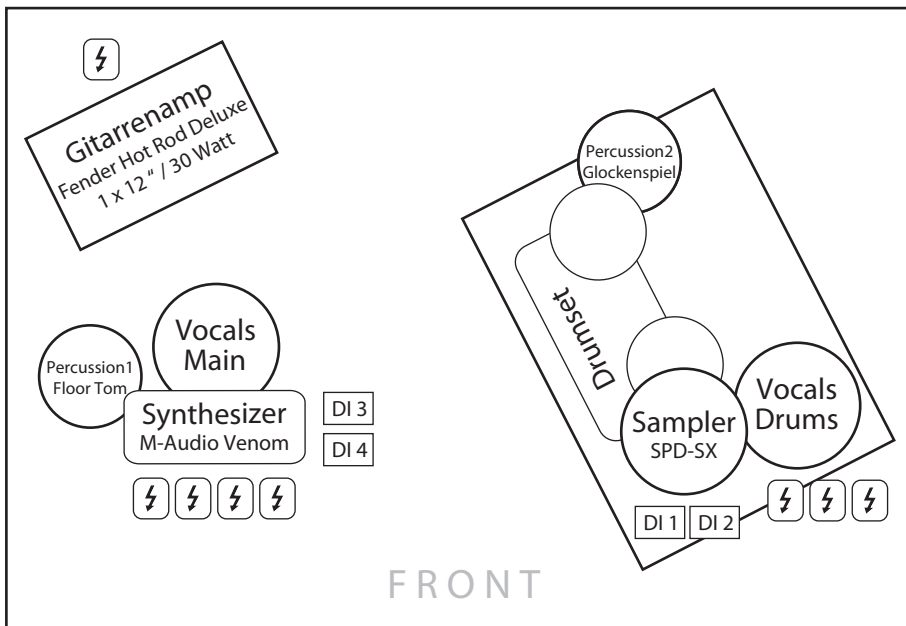 Gitarrenamp
Fender Hot Rod Deluxe
1 x 12 “ / 30 Watt
Percussion2
Glockenspiel
Drumset
Vocals
Main
Percussion1
Floor Tom
Synthesizer
M-Audio Venom
DI 3
DI 4
Vocals
Drums
Sampler
SPD-SX
DI 1
DI 2
FRONT